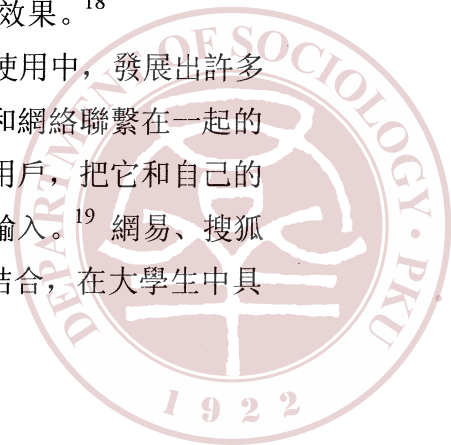 效果。18
使用中，發展出許多
和網絡聯繫在一起的
用戶，把它和自己的
輸入。19 網易、搜狐
結合，在大學生中具
DEPARTMENT OF SOCIOLOGY · PKU
1922